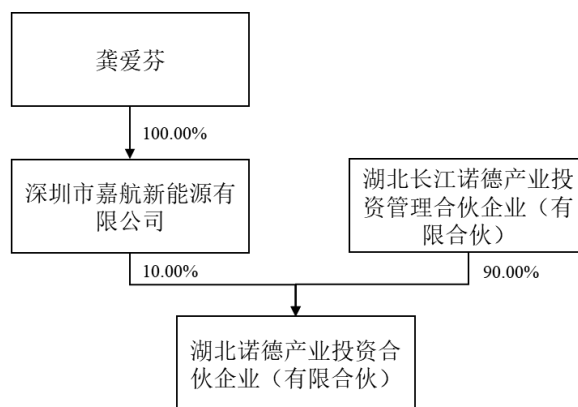 龚爱芬
100.00%
深圳市嘉航新能源有
限公司
湖北长江诺德产业投
资管理合伙企业（有
限合伙）
10.00%
90.00%
湖北诺德产业投资合
伙企业（有限合伙）